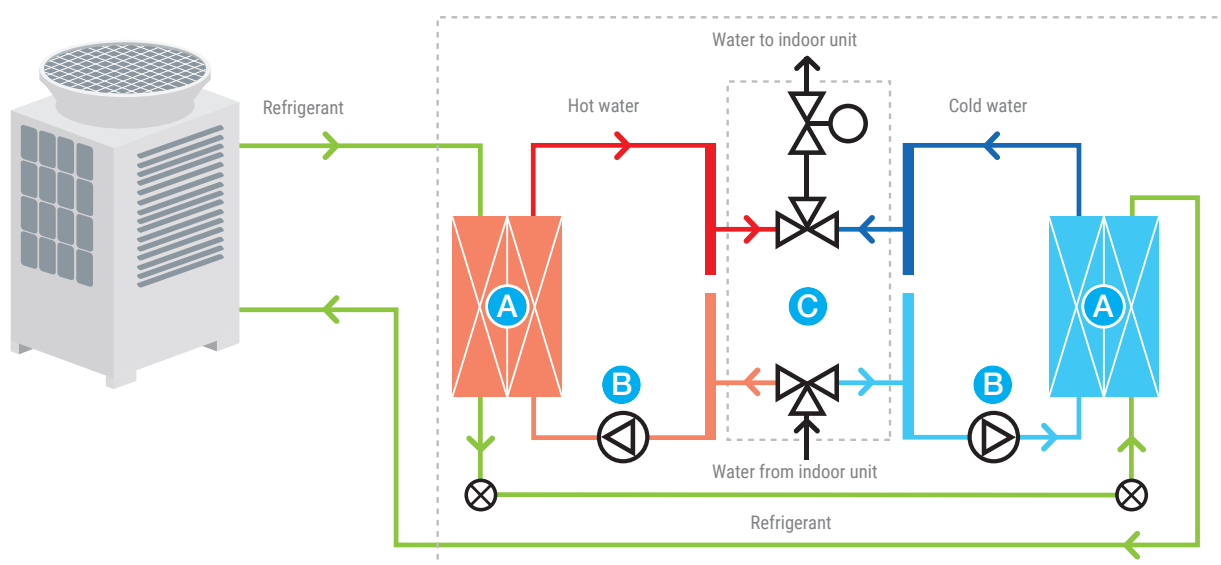 Water to indoor unit
Refrigerant
Hot water
Cold water
A
C
A
B
B
Water from indoor unit
Refrigerant